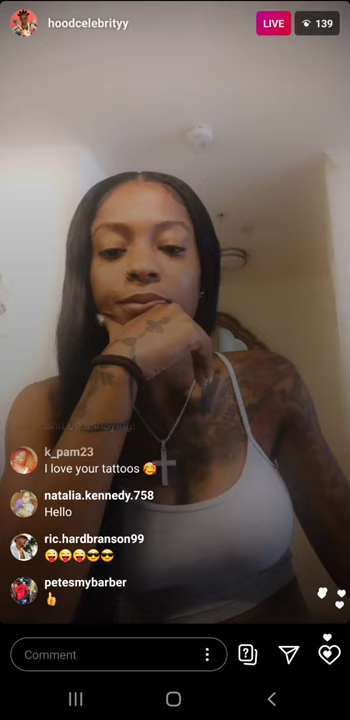 hoodcelebrityy
LIVE
139
k_pam23
I love your tattoos 🥰
natalia.kennedy.758
Hello
ric.hardbranson99
😜😜😜😎😎
petesmybarber
👆
Comment